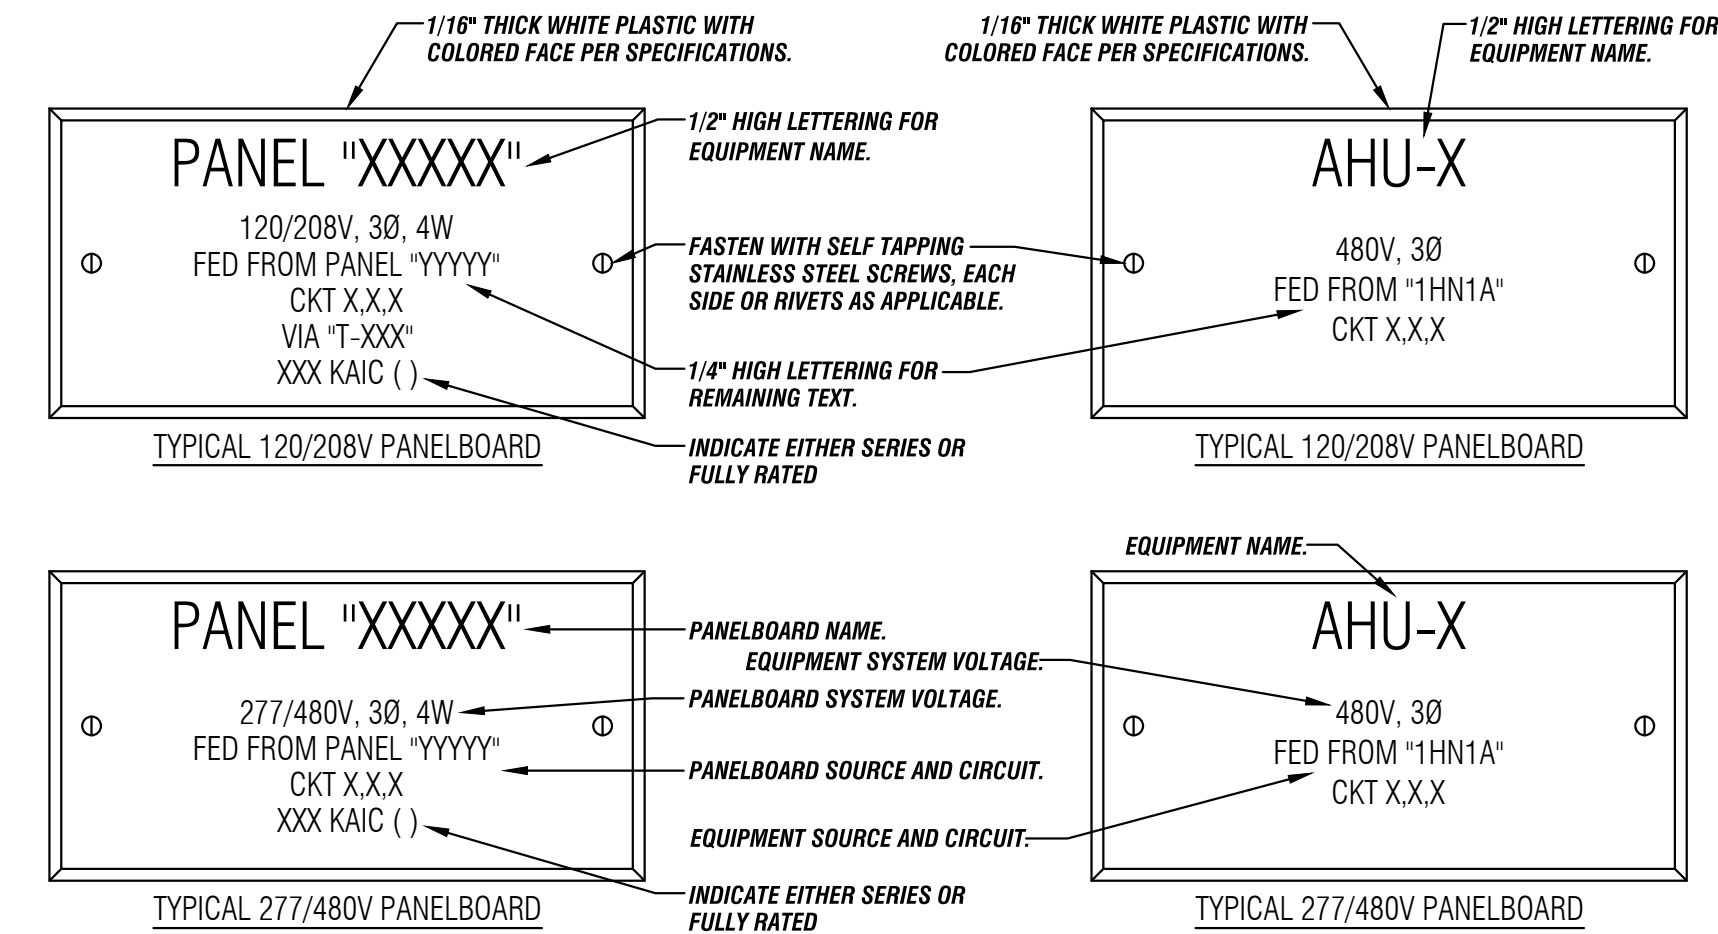 1/16" THICK WHITE PLASTIC WITH
COLORED FACE PER SPECIFICATIONS.
1/16" THICK WHITE PLASTIC WITH
COLORED FACE PER SPECIFICATIONS.
1/2" HIGH LETTERING FOR
EQUIPMENT NAME.
PANEL "XXXXX"
120/208V, 3Ø, 4W
FED FROM PANEL "YYYYY"
CKT X,X,X
VIA "T-XXX"
XXX KAIC ( )
TYPICAL 120/208V PANELBOARD
1/2" HIGH LETTERING FOR
EQUIPMENT NAME.
FASTEN WITH SELF TAPPING
STAINLESS STEEL SCREWS, EACH
SIDE OR RIVETS AS APPLICABLE.
1/4" HIGH LETTERING FOR
REMAINING TEXT.
INDICATE EITHER SERIES OR
FULLY RATED
AHU-X
480V, 3Ø
FED FROM "1HN1A"
CKT X,X,X
TYPICAL 120/208V PANELBOARD
PANEL "XXXXX"
277/480V, 3Ø, 4W
FED FROM PANEL "YYYYY"
CKT X,X,X
XXX KAIC ( )
TYPICAL 277/480V PANELBOARD
PANELBOARD NAME.
EQUIPMENT SYSTEM VOLTAGE.
PANELBOARD SYSTEM VOLTAGE.
PANELBOARD SOURCE AND CIRCUIT.
EQUIPMENT SOURCE AND CIRCUIT.
INDICATE EITHER SERIES OR
FULLY RATED
EQUIPMENT NAME.
AHU-X
480V, 3Ø
FED FROM "1HN1A"
CKT X,X,X
TYPICAL 277/480V PANELBOARD